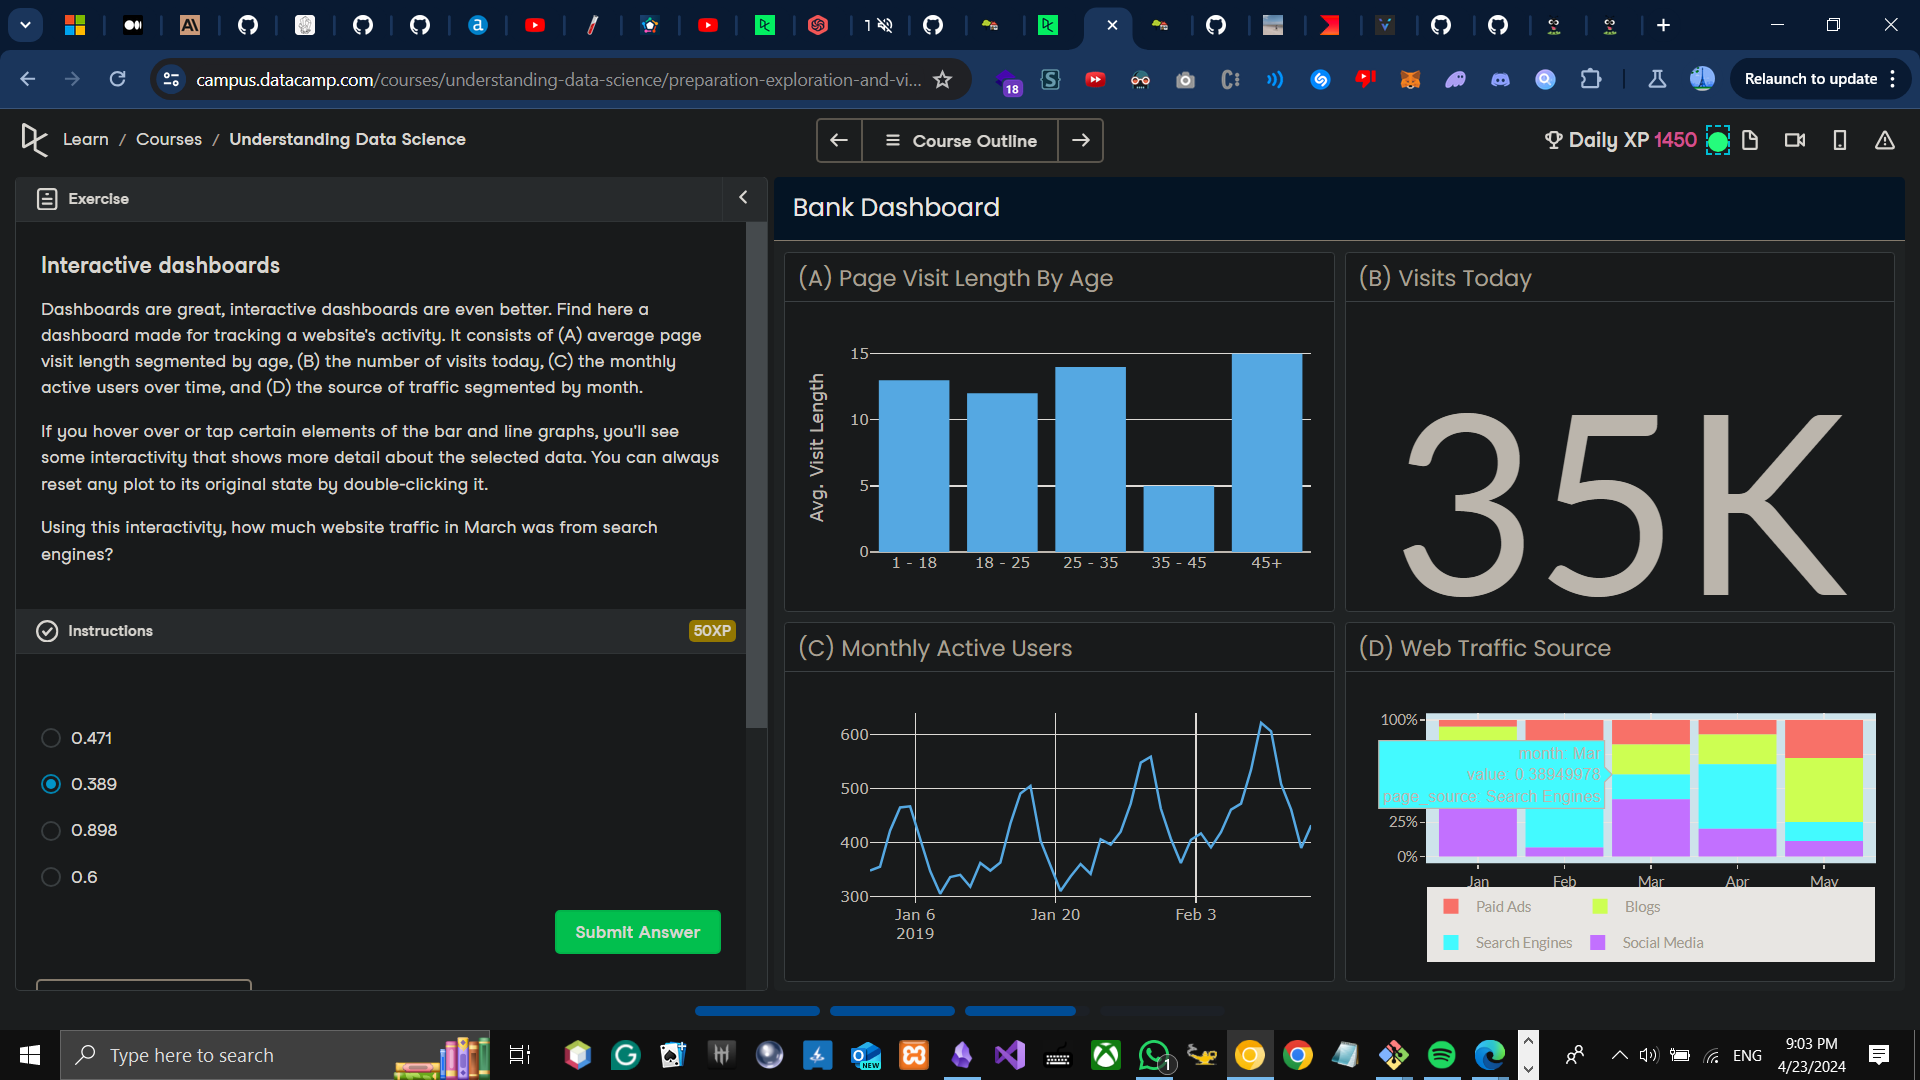 campus.datacamp.com/courses/understanding-data-science/preparation-exploration-and-vi...
18
Relaunch to update
Learn / Courses / Understanding Data Science
Course Outline
Daily XP 1450
Exercise
Interactive dashboards
Dashboards are great, interactive dashboards are even better. Find here a
dashboard made for tracking a website's activity. It consists of (A) average page
visit length segmented by age, (B) the number of visits today, (C) the monthly
active users over time, and (D) the source of traffic segmented by month.
If you hover over or tap certain elements of the bar and line graphs, you'll see
some interactivity that shows more detail about the selected data. You can always
reset any plot to its original state by double-clicking it.
Using this interactivity, how much website traffic in March was from search
engines?
Instructions
50XP
0.471
0.389
0.898
0.6
Submit Answer
Bank Dashboard
(A) Page Visit Length By Age
Avg. Visit Length
15
10
5
0
1 - 18
18 - 25
25 - 35
35 - 45
45+
(B) Visits Today
35K
(C) Monthly Active Users
600
500
400
300
Jan 6
2019
Jan 20
Feb 3
(D) Web Traffic Source
100%
month: Mar
value: 0.38949978
page_source: Search Engines
25%
0%
Jan
Feb
Mar
Apr
May
Paid Ads
Blogs
Search Engines
Social Media
Type here to search
NEW
1
ENG
9:03 PM
4/23/2024